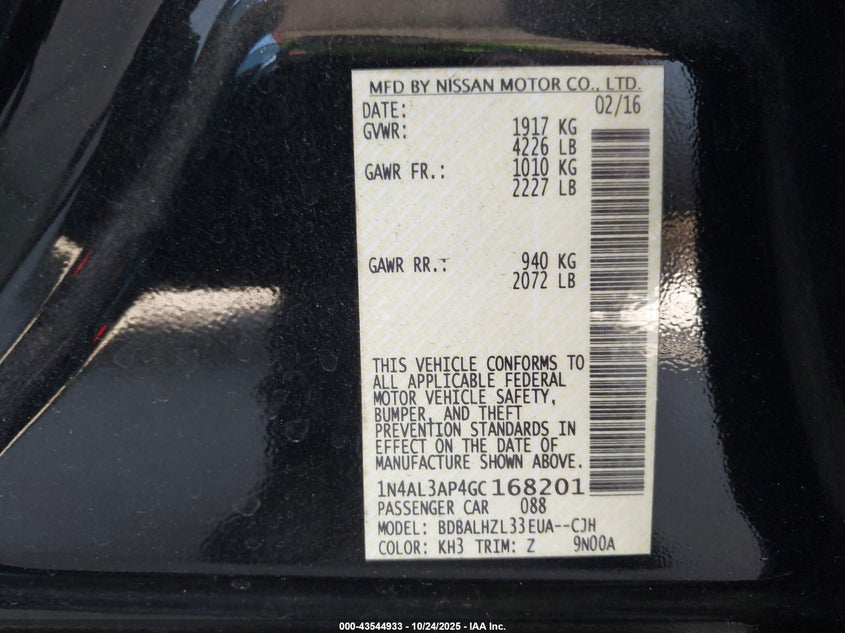 MFD BY NISSAN MOTOR CO., LTD.
DATE: 02/16
GVWR: 1917 KG
4226 LB
GAWR FR.: 1010 KG
2227 LB
GAWR RR.: 940 KG
2072 LB
THIS VEHICLE CONFORMS TO
ALL APPLICABLE FEDERAL
MOTOR VEHICLE SAFETY,
BUMPER, AND THEFT
PREVENTION STANDARDS IN
EFFECT ON THE DATE OF
MANUFACTURE SHOWN ABOVE.
1N4AL3AP4GC168201
PASSENGER CAR 088
MODEL: BDBALHZL33EUA--CJH
COLOR: KH3 TRIM: Z 9N00A
000-43544933 - 10/24/2025 - IAA Inc.